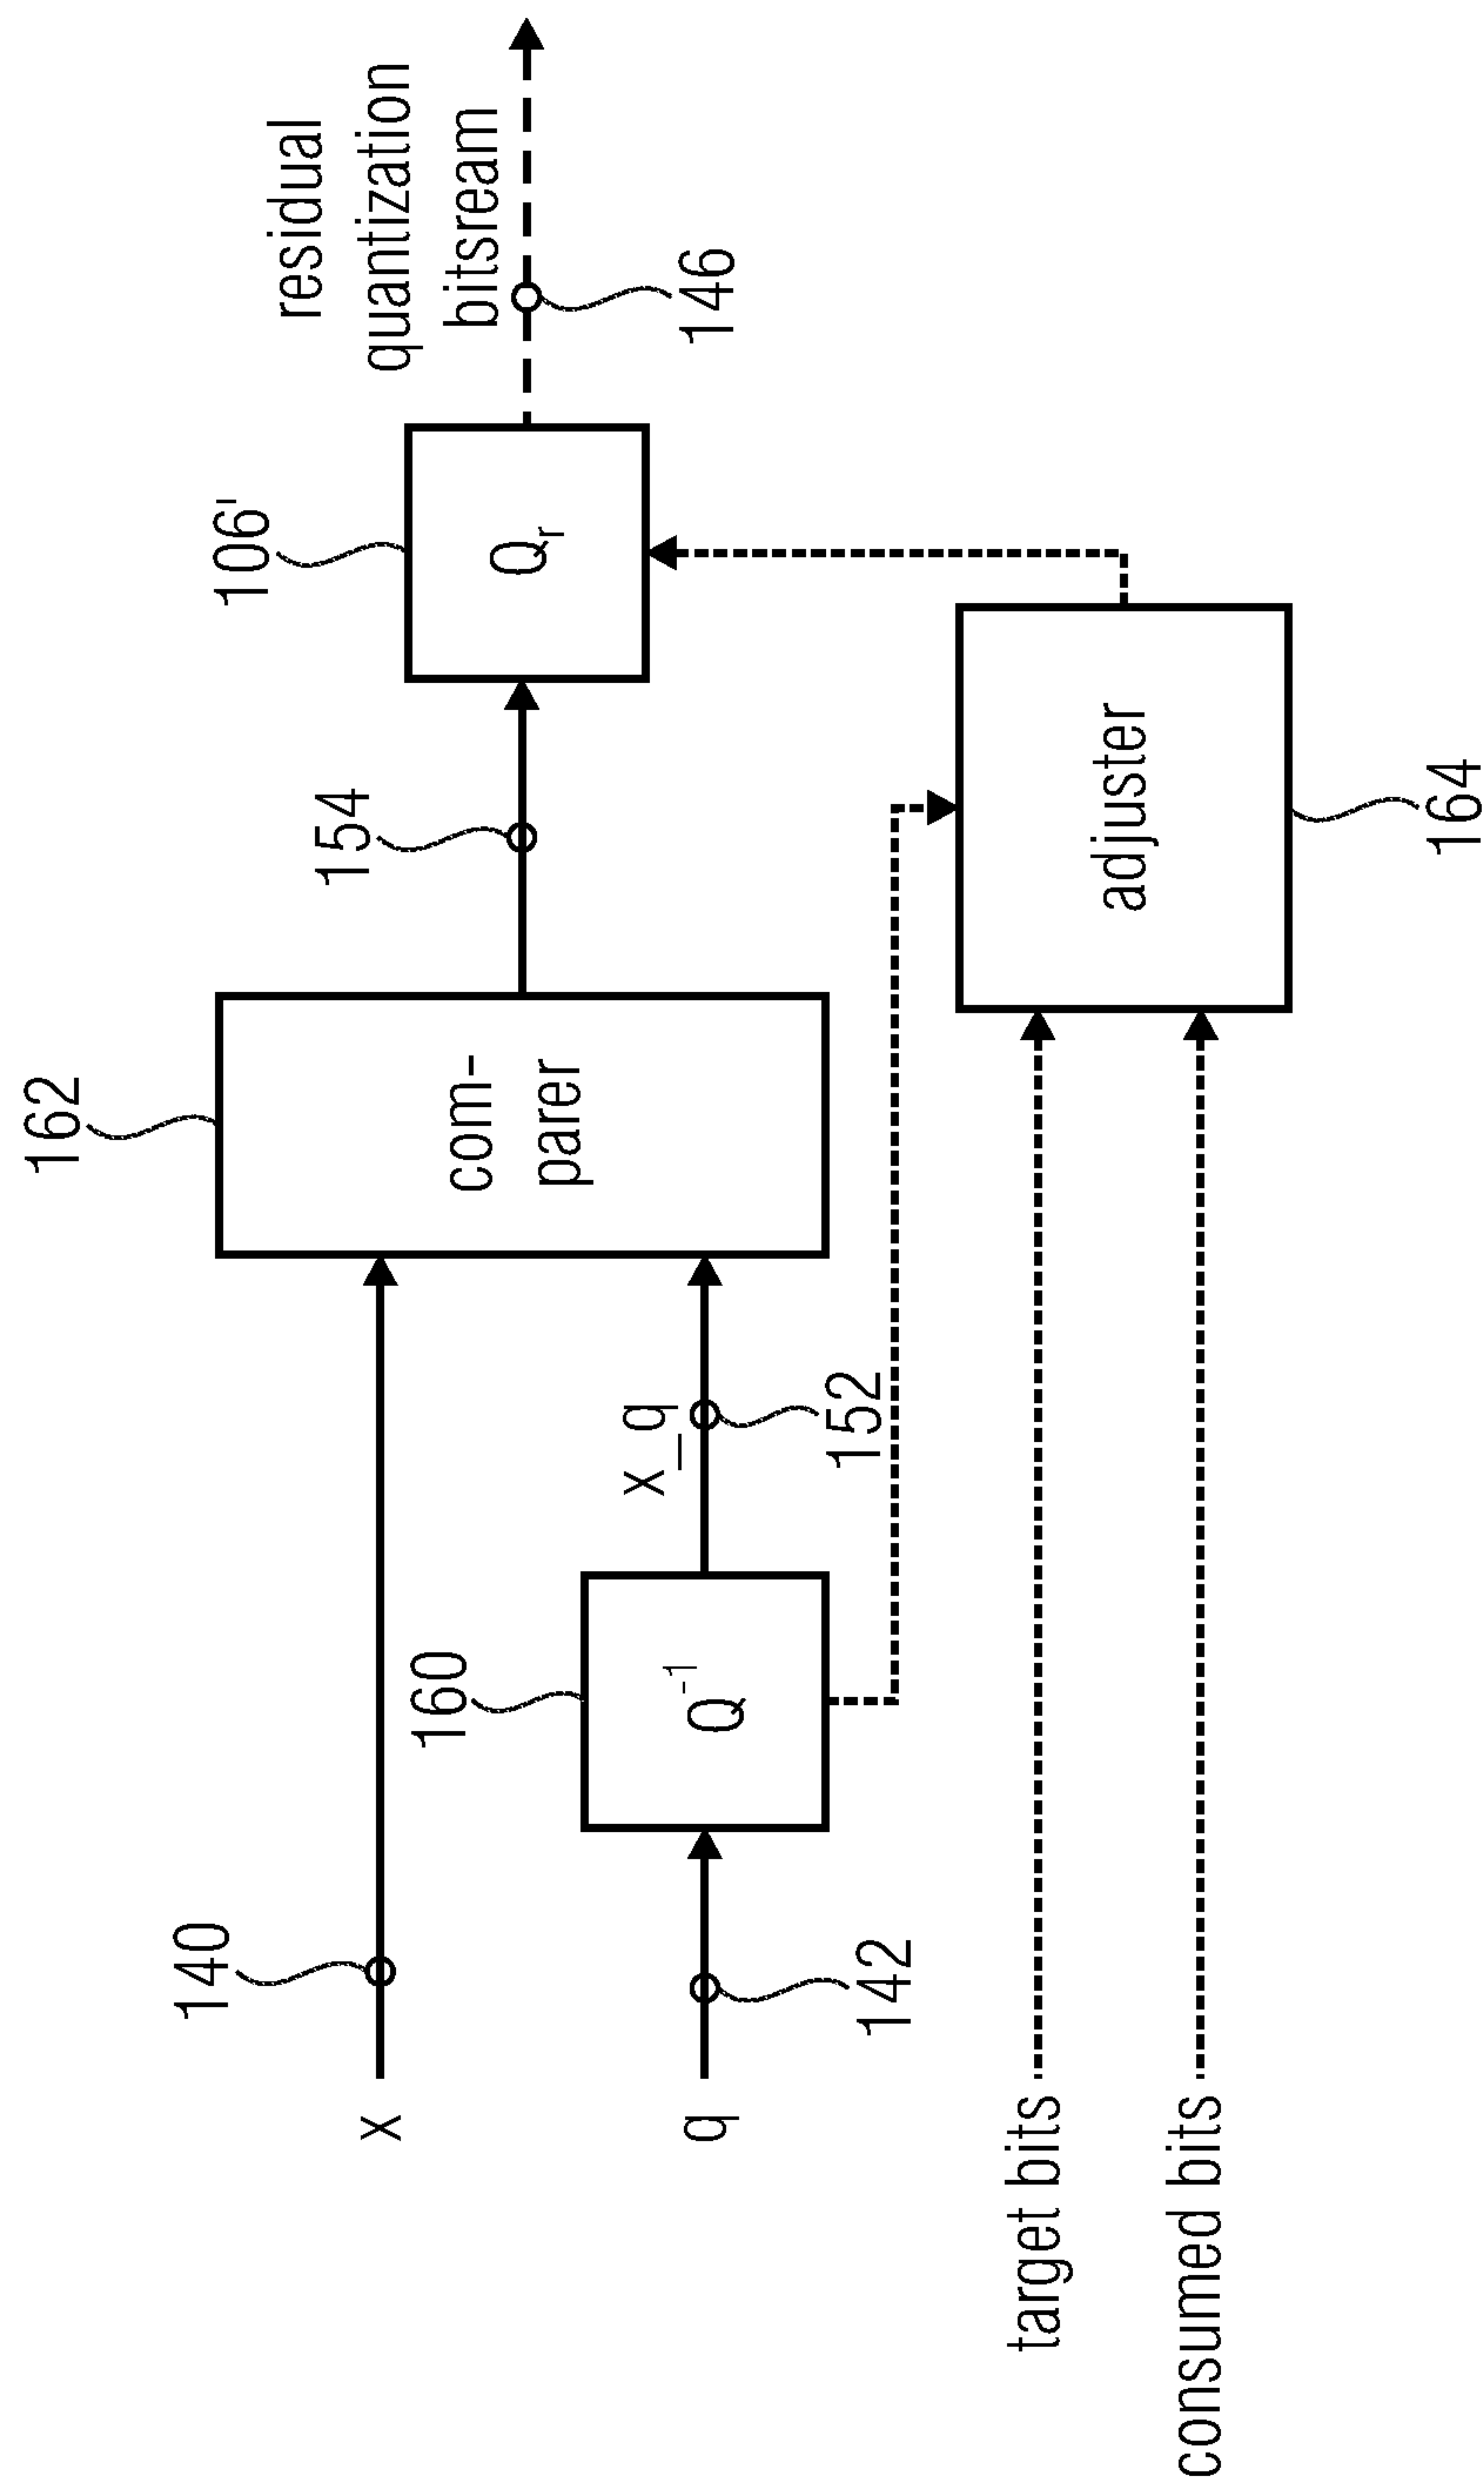 162
com-
parer
106'
Qr
residual
quantization
bitsream
146
154
140
x
160
Q-1
x_q
152
q
142
adjuster
164
target bits
consumed bits